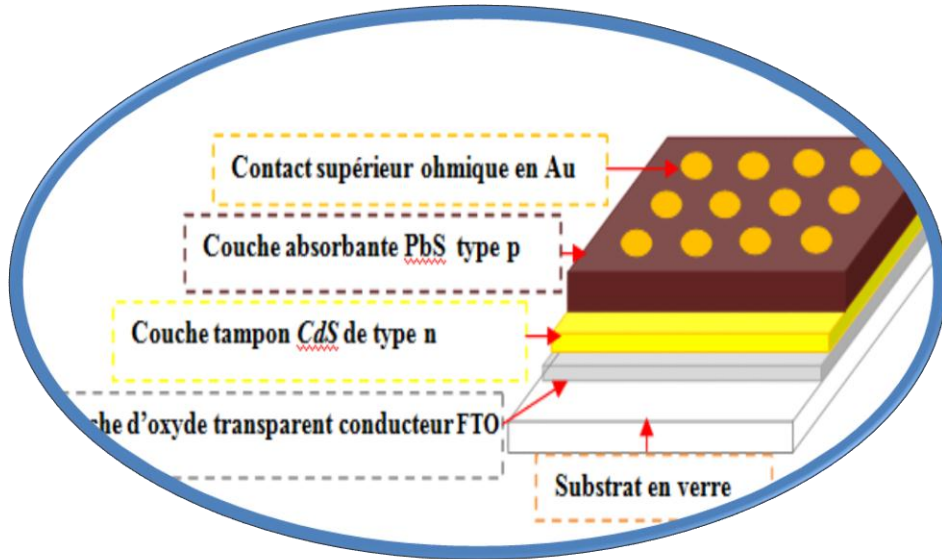 Contact supérieur ohmique en Au
Couche absorbante PbS type p
Couche tampon CdS de type n
che d'oxyde transparent conducteur FTO
Substrat en verre